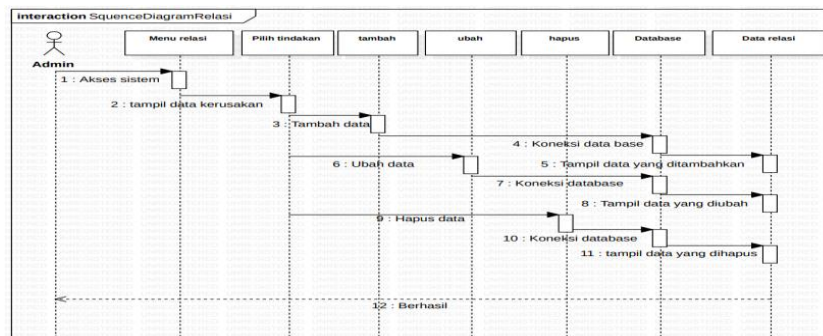 interaction SquenceDiagramRelasi
Menu relasi
Pilih tindakan
tambah
ubah
hapus
Database
Data relasi
Admin
1 : Akses sistem
2 : tampil data kerusakan
3 : Tambah data
4 : Koneksi data base
5 : Tampil data yang ditambahkan
6 : Ubah data
7 : Koneksi database
8 : Tampil data yang diubah
9 : Hapus data
10 : Koneksi database
11 : tampil data yang dihapus
12 : Berhasil